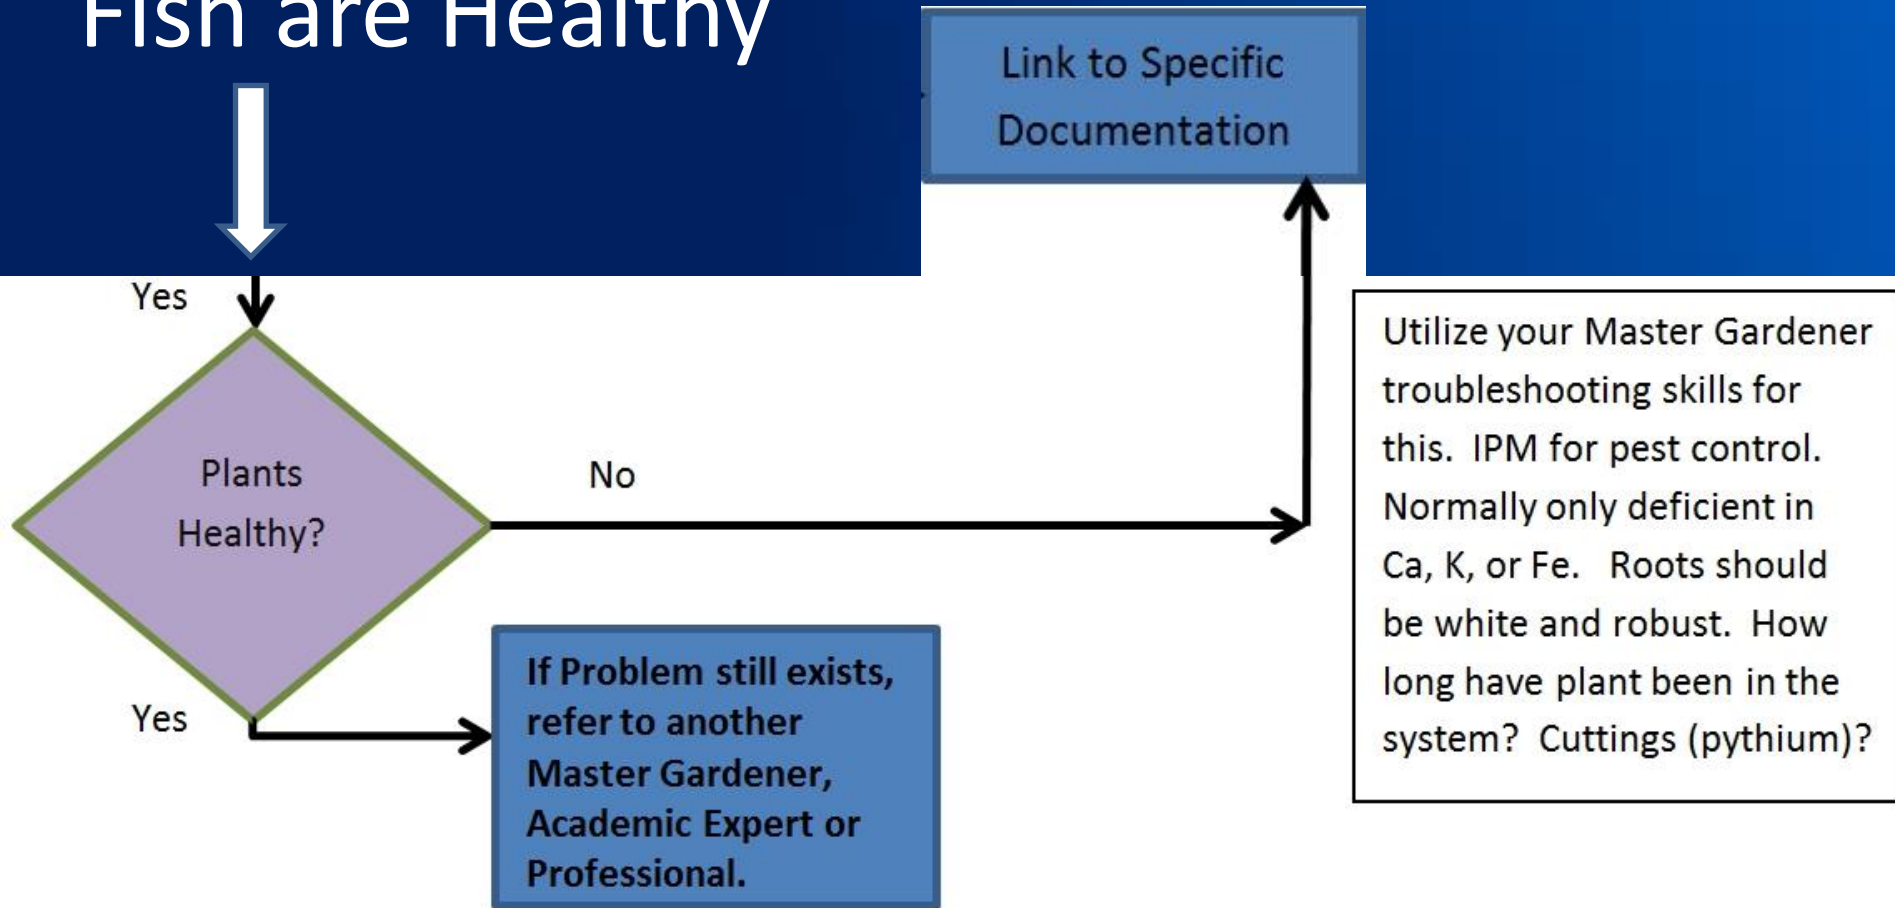 Fish are Healthy
Link to Specific
Documentation
Yes
Plants
Healthy?
No
Yes
If Problem still exists,
refer to another
Master Gardener,
Academic Expert or
Professional.
Utilize your Master Gardener
troubleshooting skills for
this.  IPM for pest control.
Normally only deficient in
Ca, K, or Fe.   Roots should
be white and robust.  How
long have plant been in the
system?  Cuttings (pythium)?